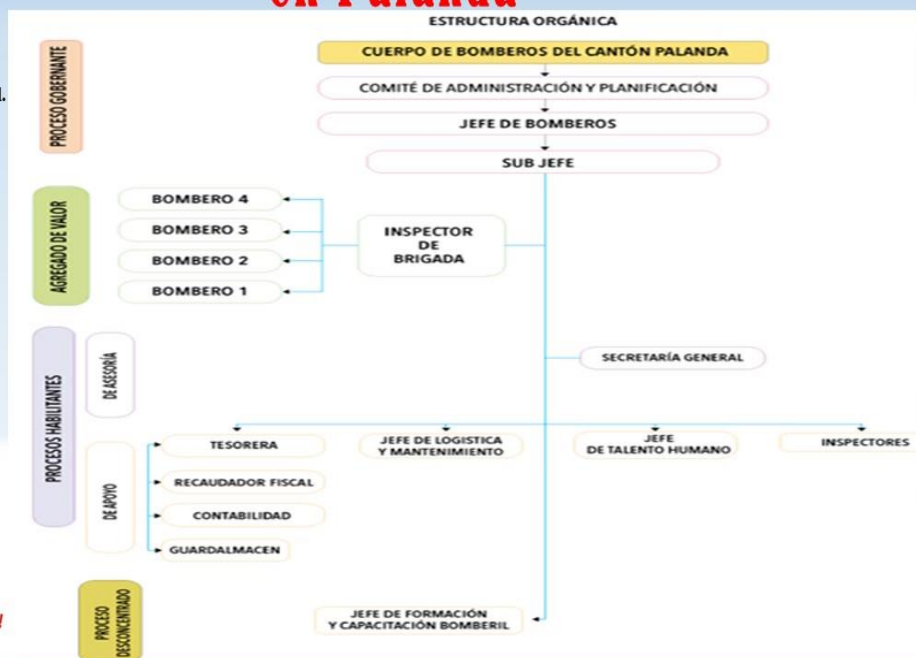 en Palanda
ESTRUCTURA ORGÁNICA
CUERPO DE BOMBEROS DEL CANTÓN PALANDA
COMITÉ DE ADMINISTRACIÓN Y PLANIFICACIÓN
JEFE DE BOMBEROS
SUB JEFE
PROCESO GOBERNANTE
AGREGADO DE VALOR
BOMBERO 4
BOMBERO 3
BOMBERO 2
BOMBERO 1
INSPECTOR
DE
BRIGADA
PROCESOS HABILITANTES
DE ASESORÍA
SECRETARÍA GENERAL
DE APOYO
TESORERA
RECAUDADOR FISCAL
CONTABILIDAD
GUARDALMACEN
JEFE DE LOGISTICA
Y MANTENIMIENTO
JEFE
DE TALENTO HUMANO
INSPECTORES
PROCESO
DESCONCENTRADO
JEFE DE FORMACIÓN
Y CAPACITACIÓN BOMBERIL